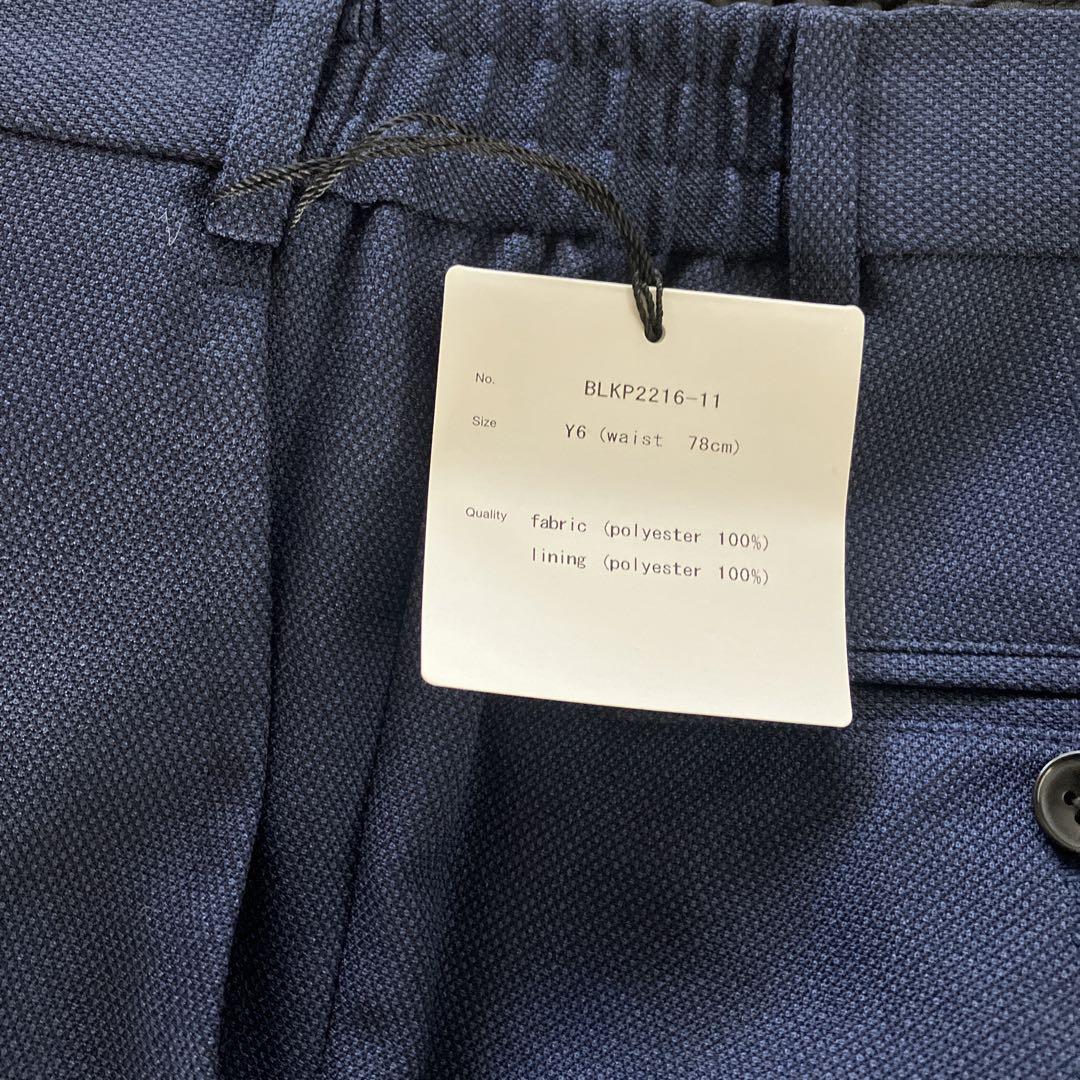 No. BLKP2216-11
Size Y6 (waist 78cm)
Quality fabric (polyester 100%)
lining (polyester 100%)